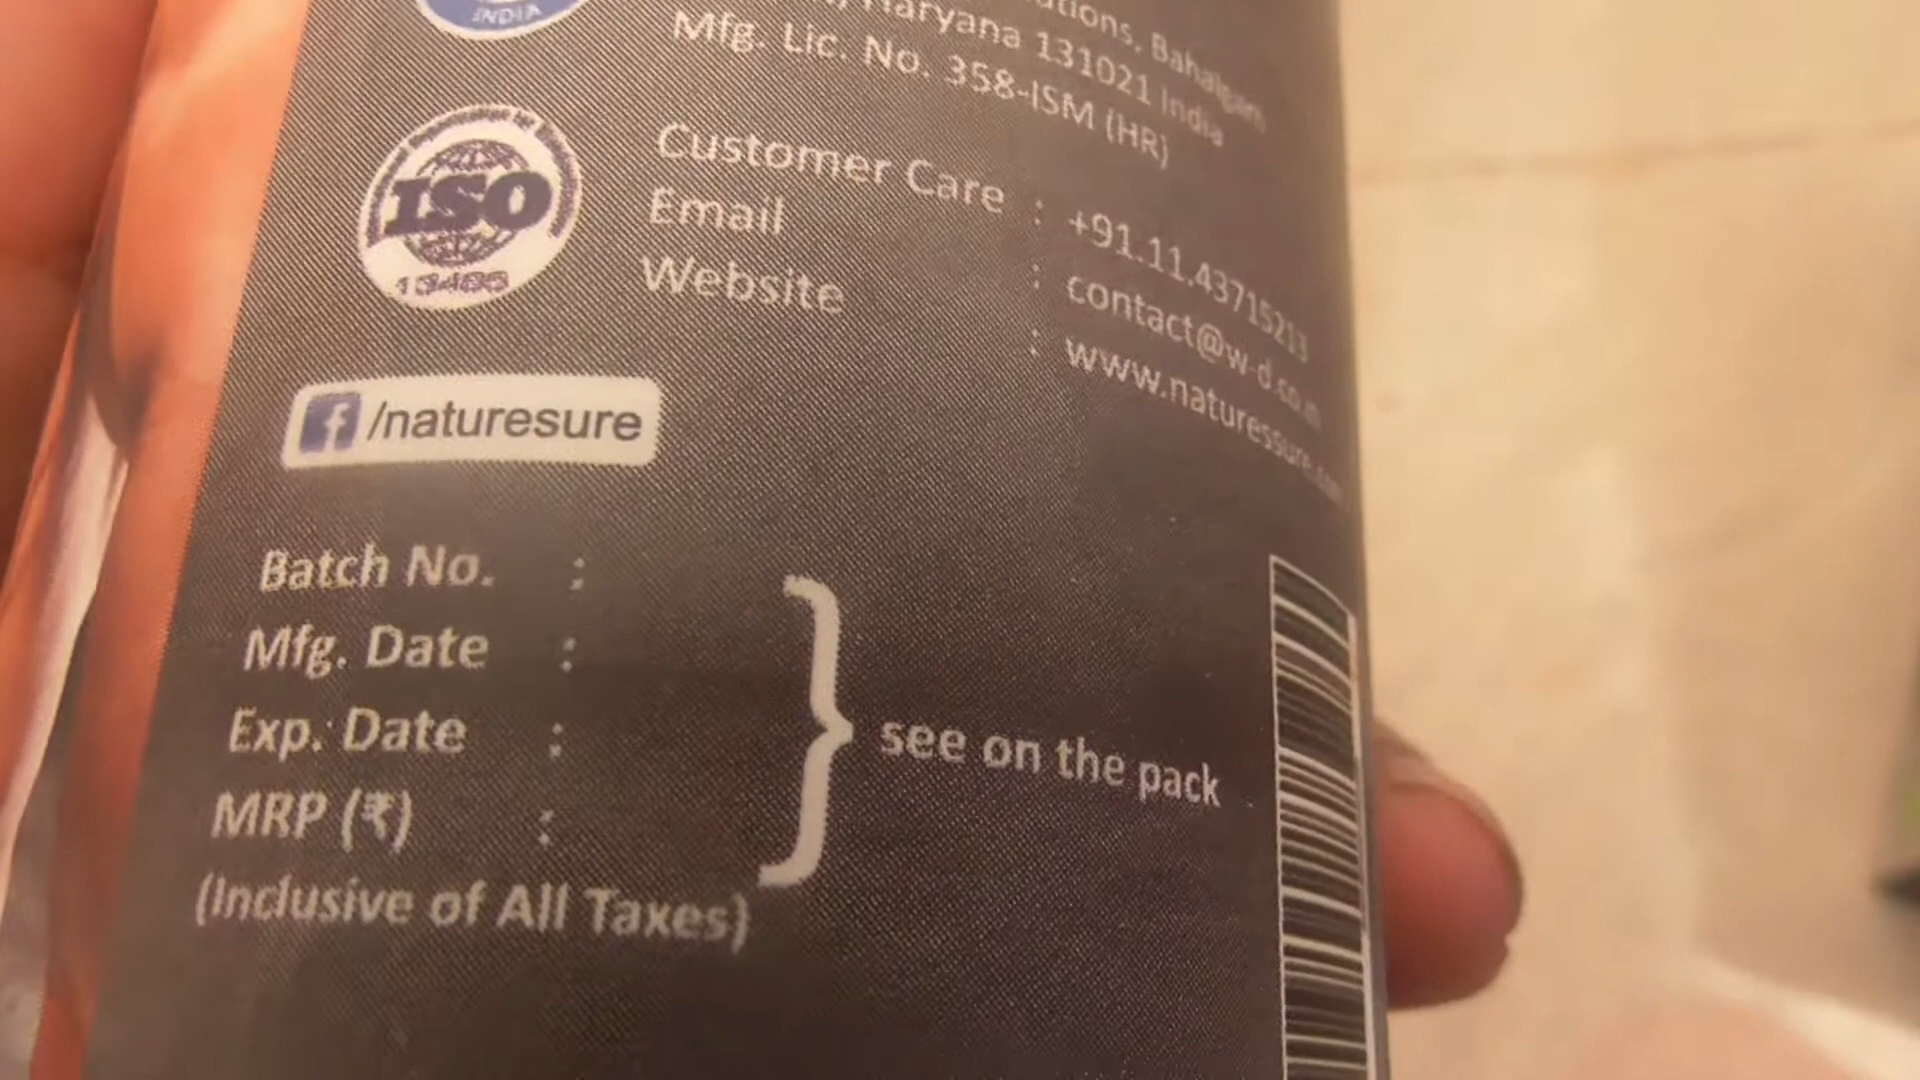 INDIA
Haryana 131021 India
Mfg. Lic. No. 358-ISM (HR)
ISO
13485
Customer Care : +91.11.43715213
Email : contact@w-d.co.in
Website : www.naturessure.com
f /naturesure
Batch No. :
Mfg. Date :
Exp. Date :
MRP (₹) :
(Inclusive of All Taxes)
see on the pack